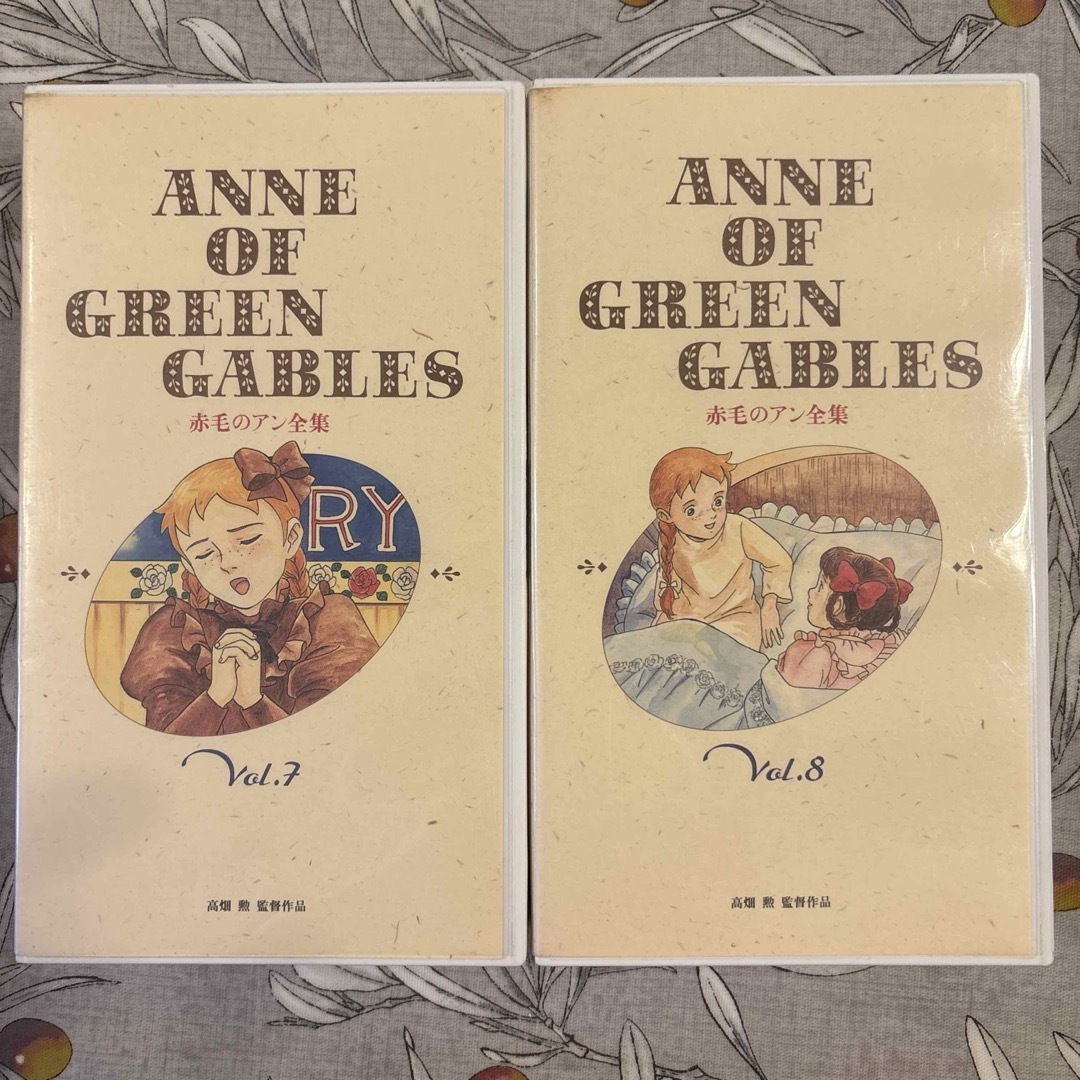 ANNE
OF
GREEN
GABLES
赤毛のアン全集
RY
Vol.7
高畑 勲 監督作品
ANNE
OF
GREEN
GABLES
赤毛のアン全集
Vol.8
高畑 勲 監督作品